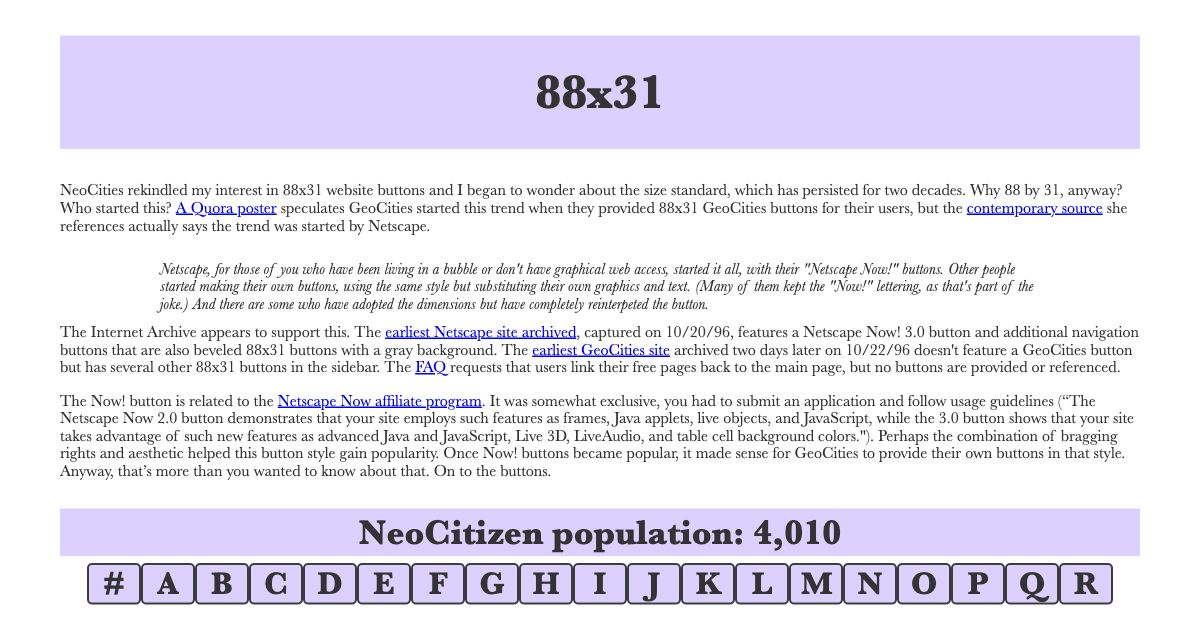 88x31
NeoCities rekindled my interest in 88x31 website buttons and I began to wonder about the size standard, which has persisted for two decades. Why 88 by 31, anyway?
Who started this? A Quora poster speculates GeoCities started this trend when they provided 88x31 GeoCities buttons for their users, but the contemporary source she
references actually says the trend was started by Netscape.
Netscape, for those of you who have been living in a bubble or don't have graphical web access, started it all, with their "Netscape Now!" buttons. Other people
started making their own buttons, using the same style but substituting their own graphics and text. (Many of them kept the "Now!" lettering, as that's part of the
joke.) And there are some who have adopted the dimensions but have completely reinterpeted the button.
The Internet Archive appears to support this. The earliest Netscape site archived, captured on 10/20/96, features a Netscape Now! 3.0 button and additional navigation
buttons that are also beveled 88x31 buttons with a gray background. The earliest GeoCities site archived two days later on 10/22/96 doesn't feature a GeoCities button
but has several other 88x31 buttons in the sidebar. The FAQ requests that users link their free pages back to the main page, but no buttons are provided or referenced.
The Now! button is related to the Netscape Now affiliate program. It was somewhat exclusive, you had to submit an application and follow usage guidelines (“The
Netscape Now 2.0 button demonstrates that your site employs such features as frames, Java applets, live objects, and JavaScript, while the 3.0 button shows that your site
takes advantage of such new features as advanced Java and JavaScript, Live 3D, LiveAudio, and table cell background colors."). Perhaps the combination of bragging
rights and aesthetic helped this button style gain popularity. Once Now! buttons became popular, it made sense for GeoCities to provide their own buttons in that style.
Anyway, that’s more than you wanted to know about that. On to the buttons.
NeoCitizen population: 4,010
# A B C D E F G H I J K L M N O P Q R